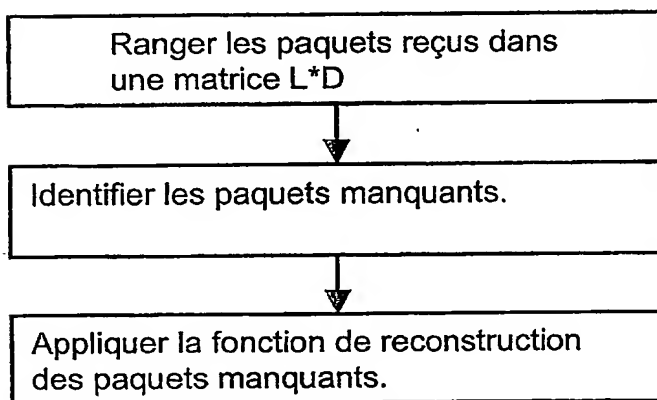 Ranger les paquets reçus dans
une matrice L*D
Identifier les paquets manquants.
Appliquer la fonction de reconstruction
des paquets manquants.